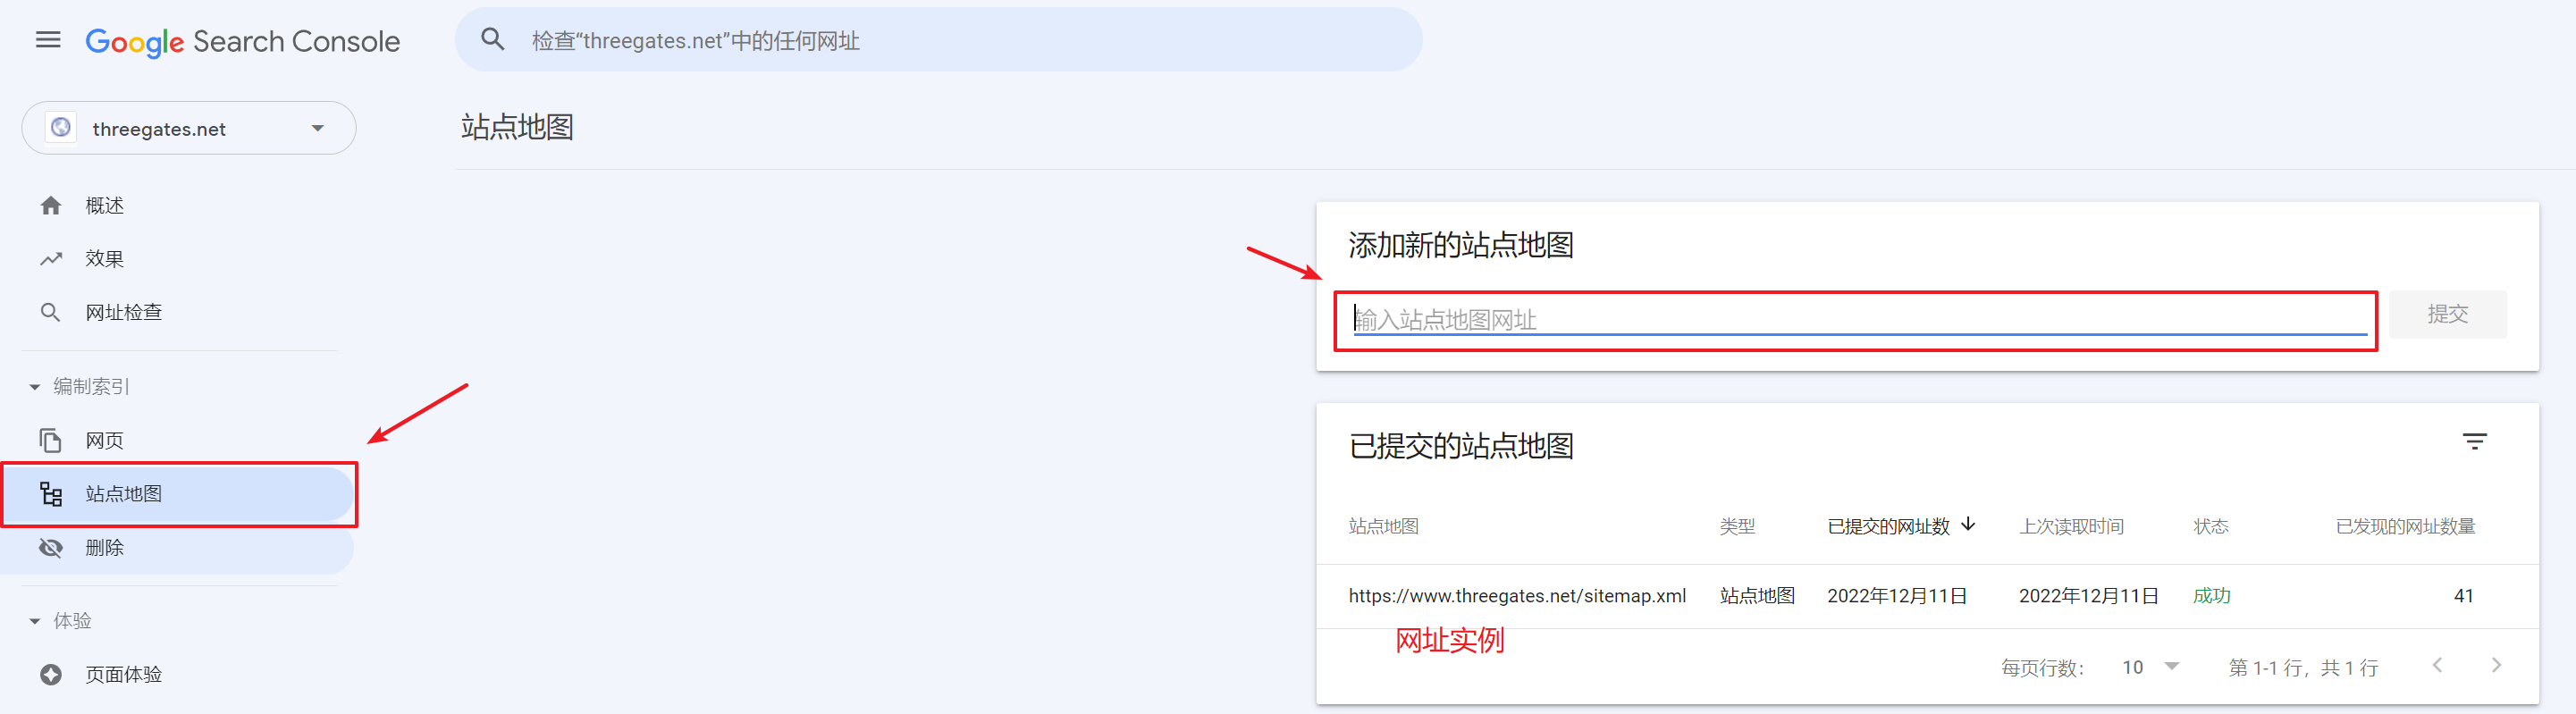 Google Search Console
检查“threegates.net”中的任何网址
threegates.net
站点地图
概述
效果
网址检查
编制索引
网页
站点地图
删除
体验
页面体验
添加新的站点地图
输入站点地图网址
提交
已提交的站点地图
站点地图 类型 已提交的网址数 上次读取时间 状态 已发现的网址数量
https://www.threegates.net/sitemap.xml 站点地图 2022年12月11日 2022年12月11日 成功 41
网址实例
每页行数： 10 第 1-1 行，共 1 行